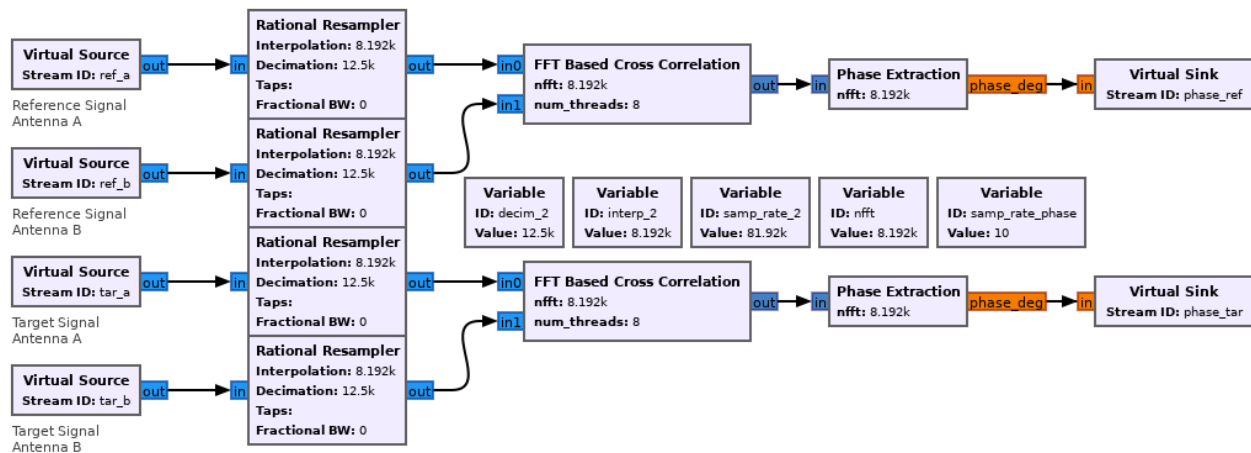 Virtual Source
Stream ID: ref_a
out
Reference Signal
Antenna A
in
Rational Resampler
Interpolation: 8.192k
Decimation: 12.5k
Taps:
Fractional BW: 0
out
Virtual Source
Stream ID: ref_b
out
Reference Signal
Antenna B
in
Rational Resampler
Interpolation: 8.192k
Decimation: 12.5k
Taps:
Fractional BW: 0
out
in0
in1
FFT Based Cross Correlation
nfft: 8.192k
num_threads: 8
out
in
Phase Extraction
nfft: 8.192k
phase_deg
in
Virtual Sink
Stream ID: phase_ref
Variable
ID: decim_2
Value: 12.5k
Variable
ID: interp_2
Value: 8.192k
Variable
ID: samp_rate_2
Value: 81.92k
Variable
ID: nfft
Value: 8.192k
Variable
ID: samp_rate_phase
Value: 10
Virtual Source
Stream ID: tar_a
out
Target Signal
Antenna A
in
Rational Resampler
Interpolation: 8.192k
Decimation: 12.5k
Taps:
Fractional BW: 0
out
Virtual Source
Stream ID: tar_b
out
Target Signal
Antenna B
in
Rational Resampler
Interpolation: 8.192k
Decimation: 12.5k
Taps:
Fractional BW: 0
out
in0
in1
FFT Based Cross Correlation
nfft: 8.192k
num_threads: 8
out
in
Phase Extraction
nfft: 8.192k
phase_deg
in
Virtual Sink
Stream ID: phase_tar